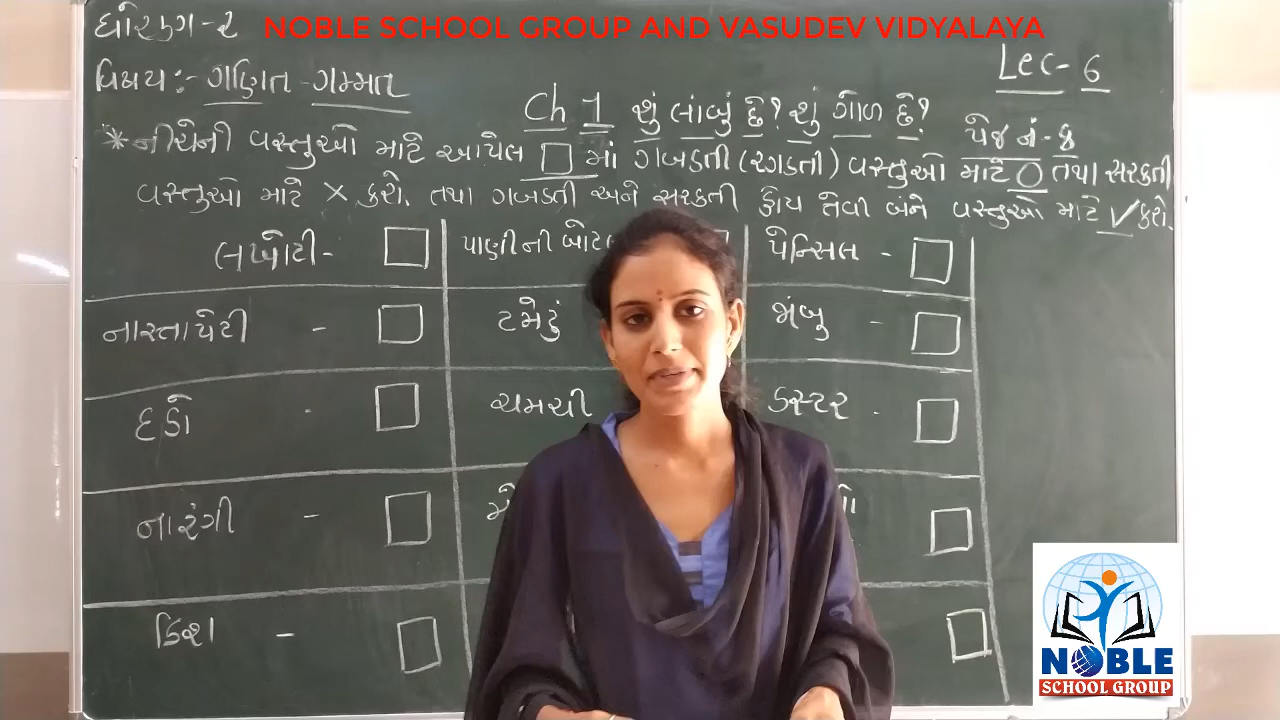 NOBLE SCHOOL GROUP AND VASUDEV VIDYALAYA
ધોરણ-૨
વિષય:- ગણિત-ગમ્મત
Lec- 6
Ch 1 શું લાંબું છે? શું ગોળ છે?
પેજ નં-8
*નીચેની વસ્તુઓ માટે આપેલ □ માં ગબડતી (રગડતી) વસ્તુઓ માટે O તથા સરકતી
વસ્તુઓ માટે × કરો. તથા ગબડતી અને સરકતી હોય તેવી બંને વસ્તુઓ માટે ✓ કરો.
લખોટી- □ પાણીની બોટલ પેન્સિલ - □
નાસ્તાપેટી - □ ટમેટું જાંબુ - □
દડો - □ ચમચી ડસ્ટર - □
નારંગી - □ □
ડિશ - □ □
NOBLE
SCHOOL GROUP